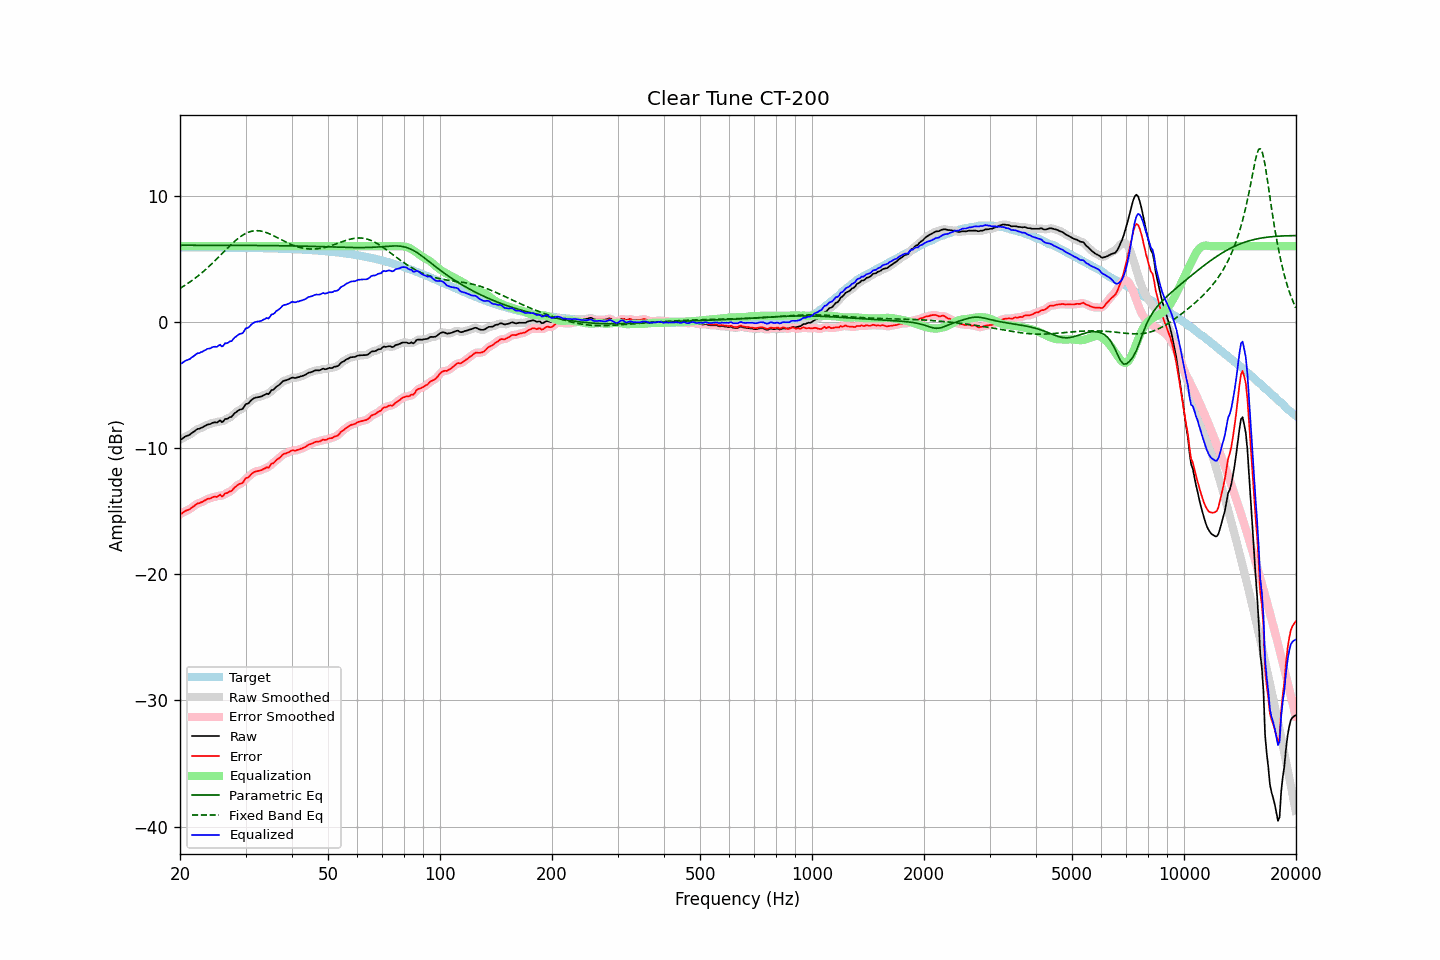 Clear Tune CT-200
Amplitude (dBr)
10
0
−10
−20
−30
−40
Target
Raw Smoothed
Error Smoothed
Raw
Error
Equalization
Parametric Eq
Fixed Band Eq
Equalized
20
50
100
200
500
1000
2000
5000
10000
20000
Frequency (Hz)